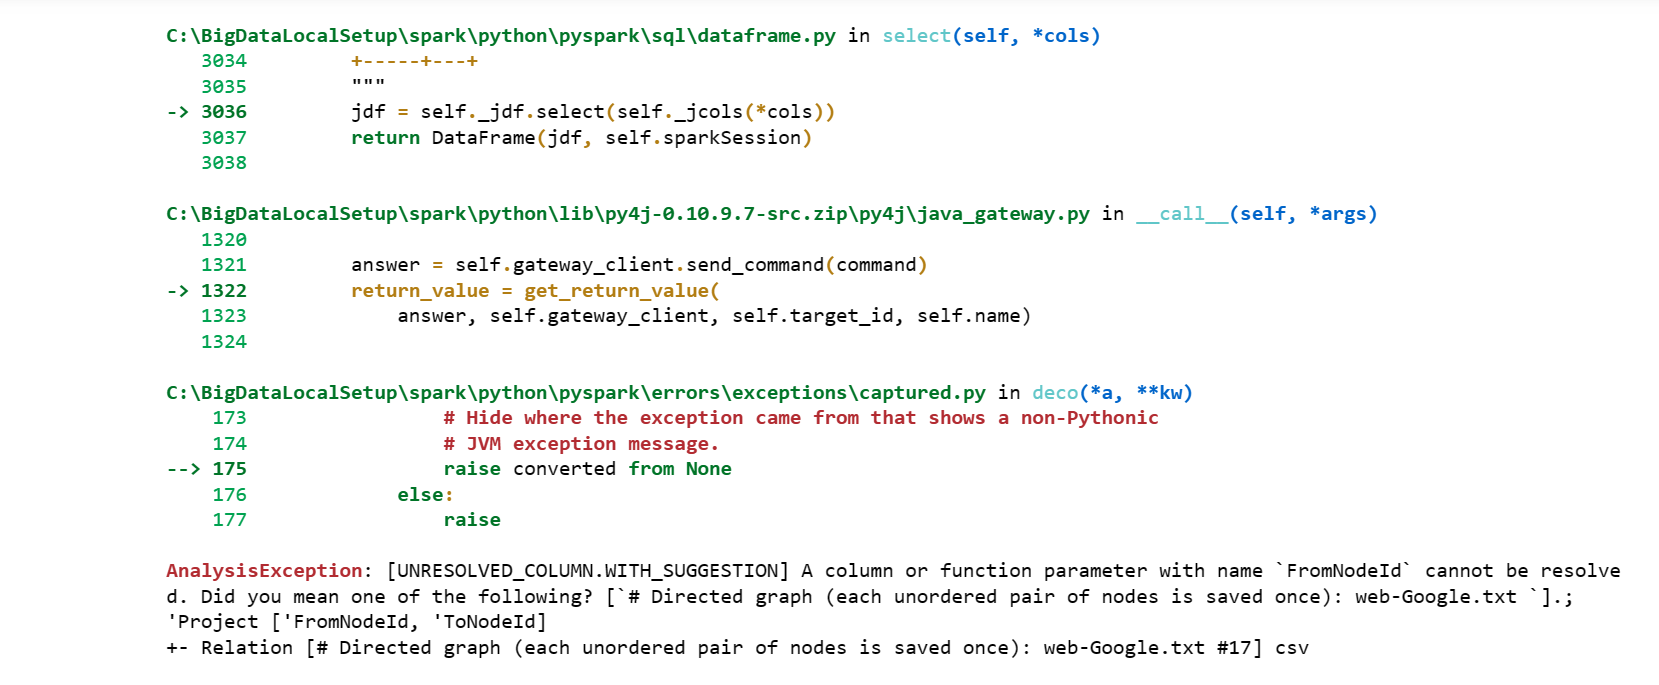 C:\BigDataLocalSetup\spark\python\pyspark\sql\dataframe.py in select(self, *cols)
   3034         +-----+---+
   3035         """
-> 3036         jdf = self._jdf.select(self._jcols(*cols))
   3037         return DataFrame(jdf, self.sparkSession)
   3038

C:\BigDataLocalSetup\spark\python\lib\py4j-0.10.9.7-src.zip\py4j\java_gateway.py in __call__(self, *args)
   1320
   1321         answer = self.gateway_client.send_command(command)
-> 1322         return_value = get_return_value(
   1323             answer, self.gateway_client, self.target_id, self.name)
   1324

C:\BigDataLocalSetup\spark\python\pyspark\errors\exceptions\captured.py in deco(*a, **kw)
    173                 # Hide where the exception came from that shows a non-Pythonic
    174                 # JVM exception message.
--> 175                 raise converted from None
    176             else:
    177                 raise

AnalysisException: [UNRESOLVED_COLUMN.WITH_SUGGESTION] A column or function parameter with name `FromNodeId` cannot be resolve
d. Did you mean one of the following? [`# Directed graph (each unordered pair of nodes is saved once): web-Google.txt `].;
'Project ['FromNodeId, 'ToNodeId]
+- Relation [# Directed graph (each unordered pair of nodes is saved once): web-Google.txt #17] csv